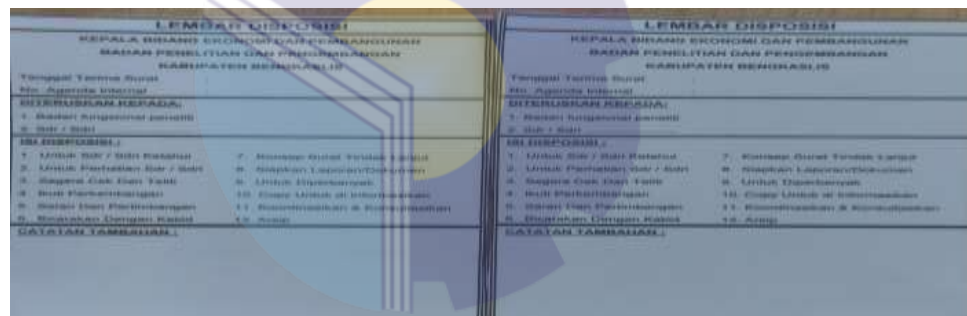 LEMBAR DISPOSISI
KEPALA BIDANG EKONOMI DAN PEMBANGUNAN
BADAN PENELITIAN DAN PENGEMBANGAN
KABUPATEN BENGKALIS
Tanggal Terima Surat
No. Agenda Internal
DITERUSKAN KEPADA:
1. Badan fungsional peneliti
2. Sdr / Sdri
ISI DISPOSISI :
1. Untuk Sdr / Sdri Ketahui
2. Untuk Perhatian Sdr / Sdri
3. Segera Cek Dan Teliti
4. Ikuti Perkembangan
5. Saran Dan Pertimbangan
6. Bicarakan Dengan Kabid
7. Konsep Surat Tindak Lanjut
8. Siapkan Laporan/Dokumen
9. Untuk Diperbanyak
10. Copy Untuk di Informasikan
11. Koordinasikan & Konsultasikan
12. Arsip
CATATAN TAMBAHAN :
LEMBAR DISPOSISI
KEPALA BIDANG EKONOMI DAN PEMBANGUNAN
BADAN PENELITIAN DAN PENGEMBANGAN
KABUPATEN BENGKALIS
Tanggal Terima Surat
No. Agenda Internal
DITERUSKAN KEPADA:
1. Badan fungsional peneliti
2. Sdr / Sdri
ISI DISPOSISI :
1. Untuk Sdr / Sdri Ketahui
2. Untuk Perhatian Sdr / Sdri
3. Segera Cek Dan Teliti
4. Ikuti Perkembangan
5. Saran Dan Pertimbangan
6. Bicarakan Dengan Kabid
7. Konsep Surat Tindak Lanjut
8. Siapkan Laporan/Dokumen
9. Untuk Diperbanyak
10. Copy Untuk di Informasikan
11. Koordinasikan & Konsultasikan
12. Arsip
CATATAN TAMBAHAN :